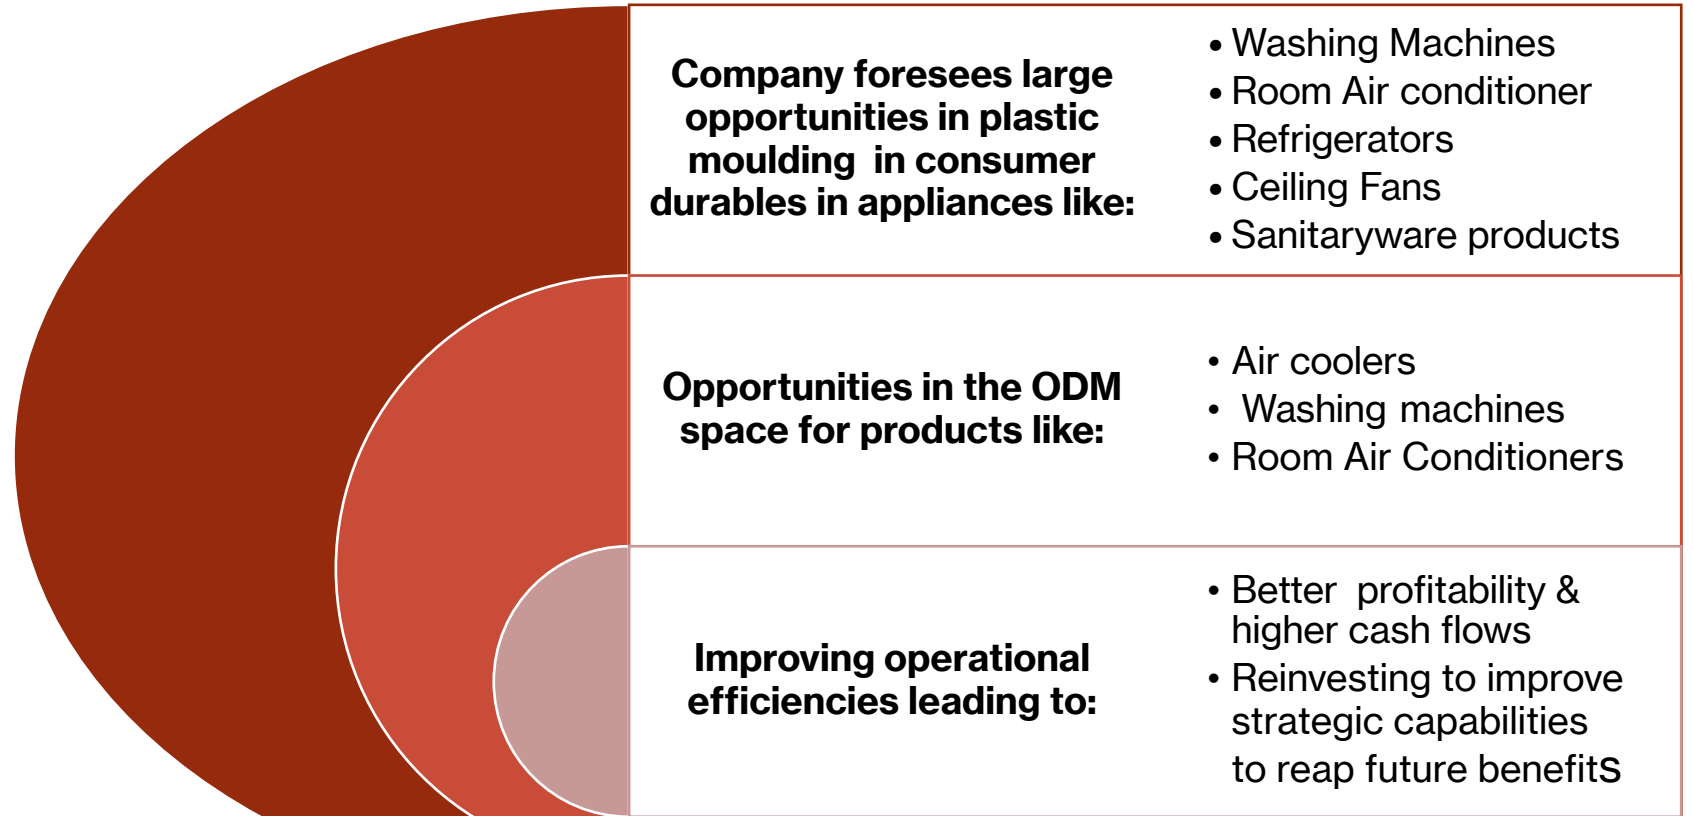 Company foresees large
opportunities in plastic
moulding in consumer
durables in appliances like:
• Washing Machines
• Room Air conditioner
• Refrigerators
• Ceiling Fans
• Sanitaryware products
Opportunities in the ODM
space for products like:
• Air coolers
• Washing machines
• Room Air Conditioners
Improving operational
efficiencies leading to:
• Better profitability &
higher cash flows
• Reinvesting to improve
strategic capabilities
to reap future benefits